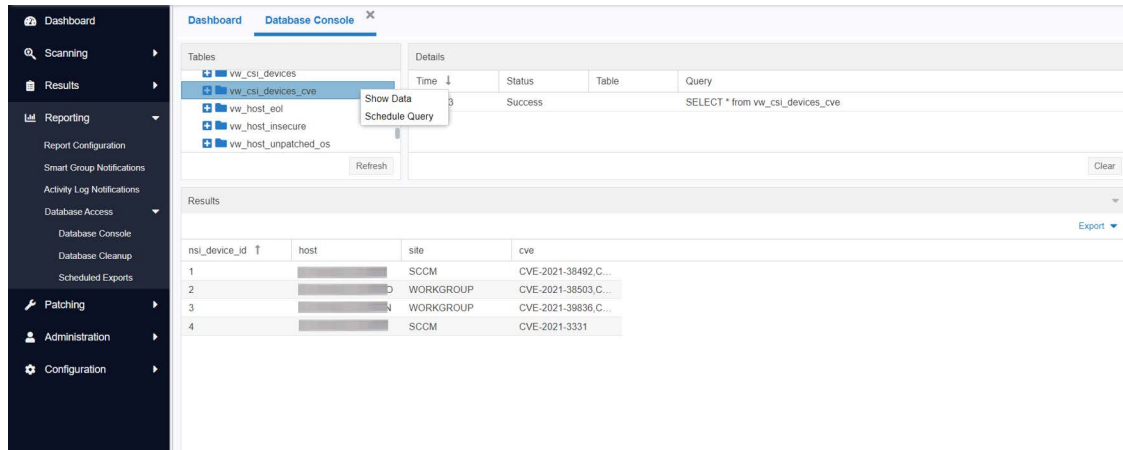 Dashboard
Scanning
Results
Reporting
Report Configuration
Smart Group Notifications
Activity Log Notifications
Database Access
Database Console
Database Cleanup
Scheduled Exports
Patching
Administration
Configuration
Dashboard Database Console
Tables
vw_csi_devices
vw_csi_devices_cve
vw_host_eol
vw_host_insecure
vw_host_unpatched_os
Refresh
Show Data
Schedule Query
Details
Time Status Table Query
3 Success SELECT * from vw_csi_devices_cve
Clear
Results
Export
nsi_device_id host site cve
1 SCCM CVE-2021-38492,C...
2 D WORKGROUP CVE-2021-38503,C...
3 N WORKGROUP CVE-2021-39836,C...
4 SCCM CVE-2021-3331